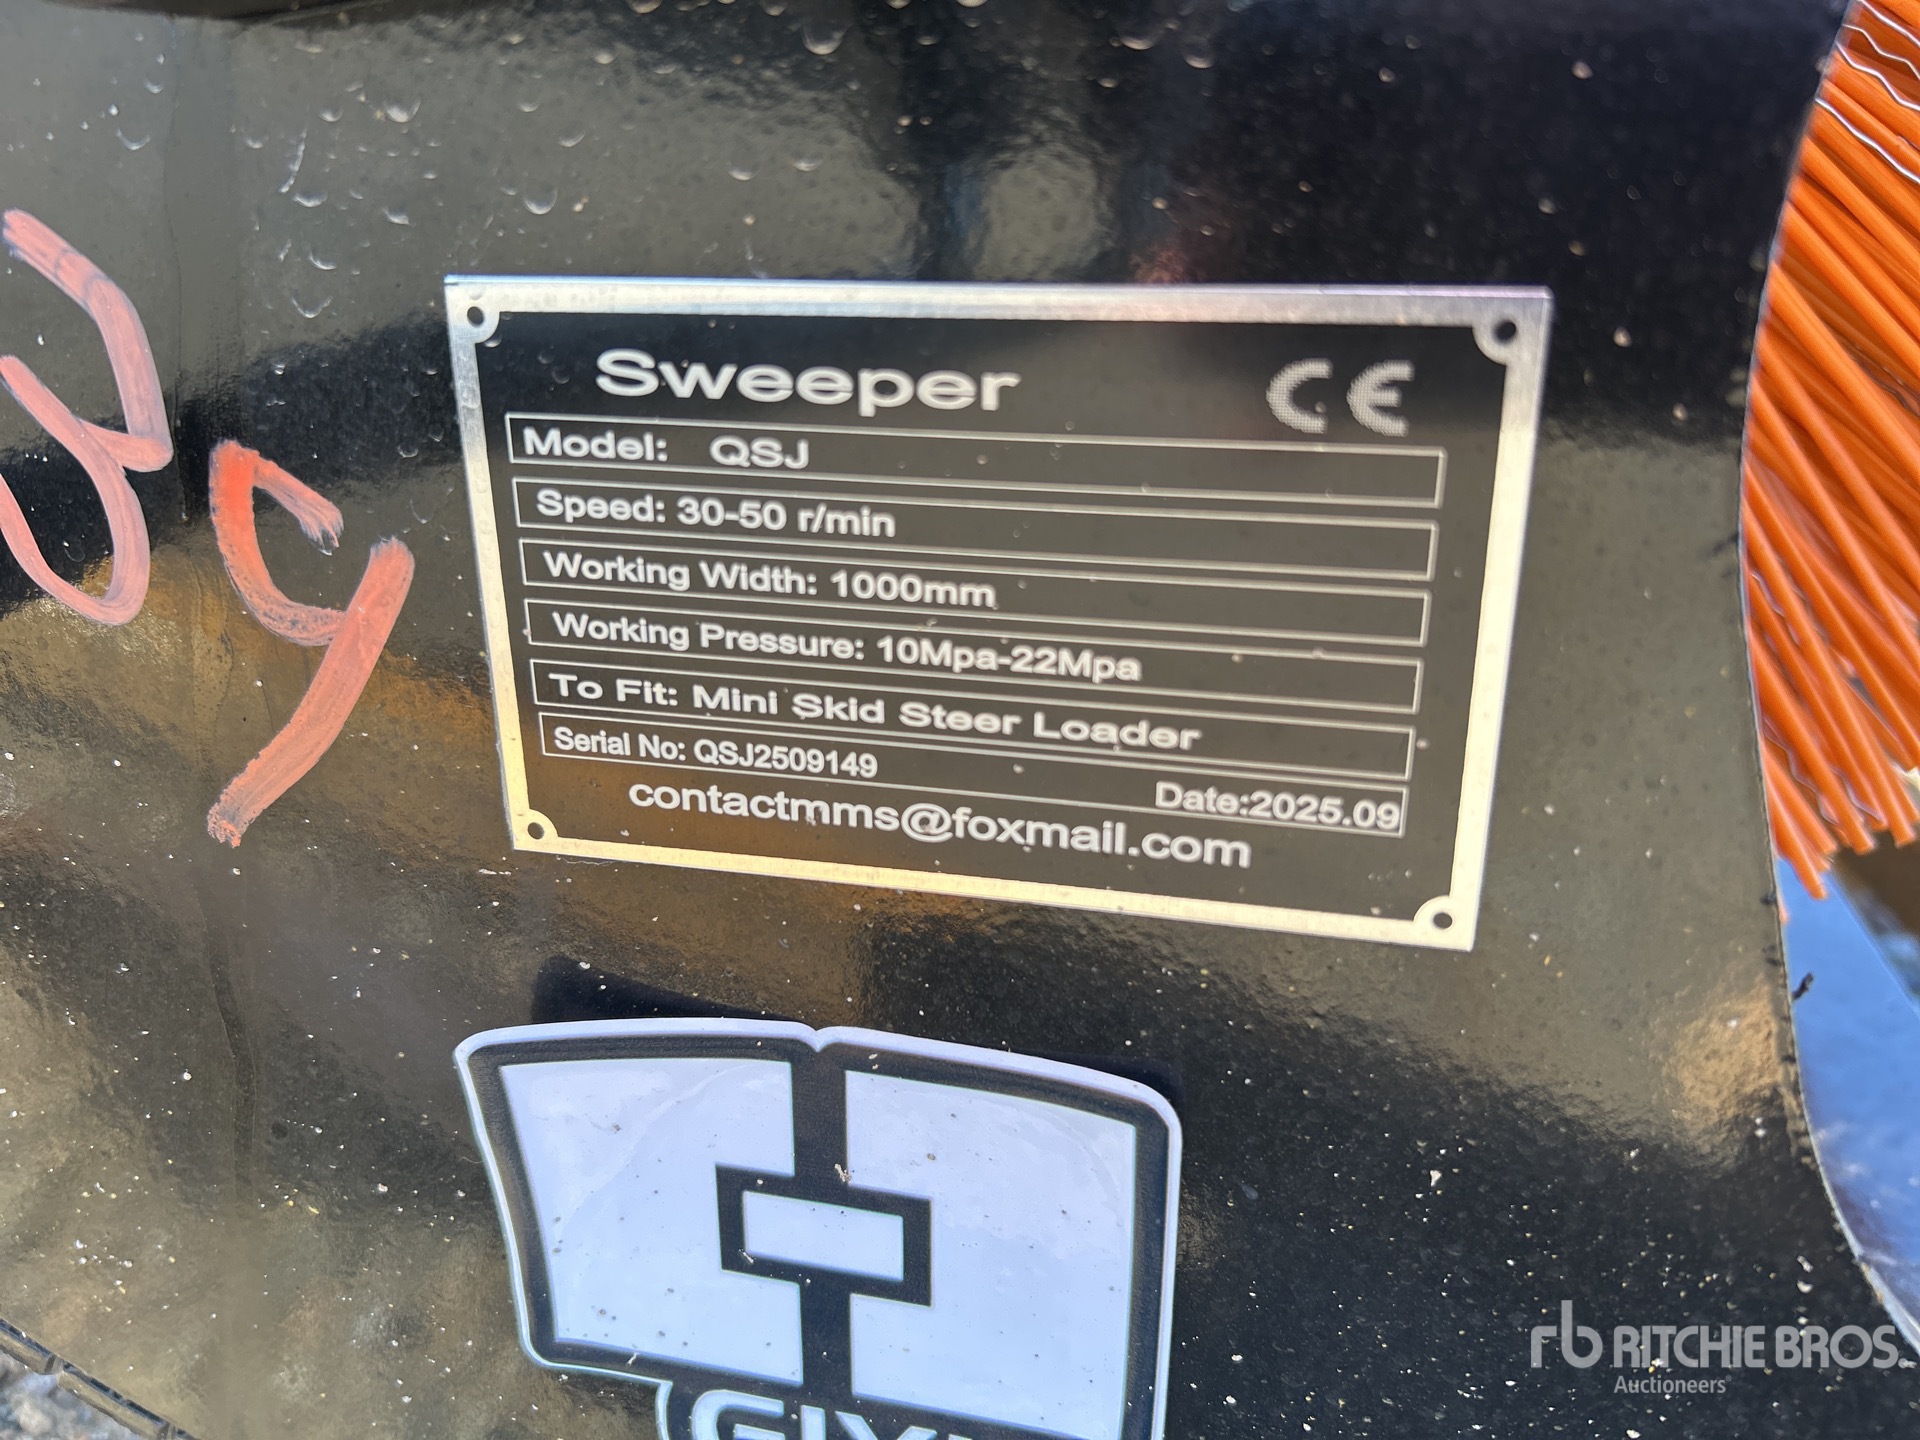 Sweeper CE
Model: QSJ
Speed: 30-50 r/min
Working Width: 1000mm
Working Pressure: 10Mpa-22Mpa
To Fit: Mini Skid Steer Loader
Serial No: QSJ2509149 Date:2025.09
contactmms@foxmail.com
rb RITCHIE BROS.
Auctioneers